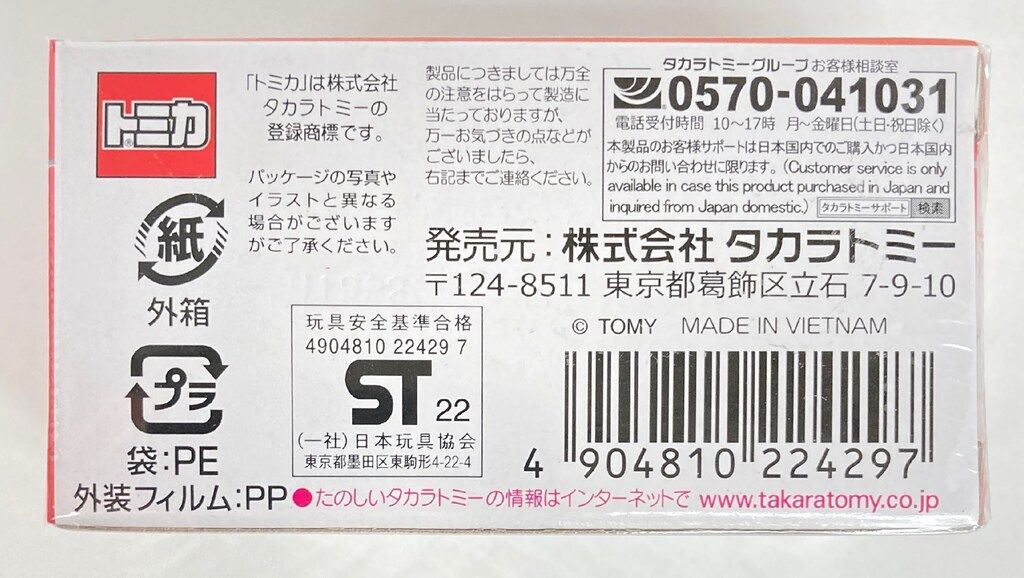 トミカ
®
「トミカ」は株式会社
タカラトミーの
登録商標です。
パッケージの写真や
イラストと異なる
場合がございます
がご了承ください。
製品につきましては万全
の注意をはらって製造に
当たっておりますが、
万一お気づきの点などが
ございましたら、
右記までご連絡ください。
タカラトミーグループ お客様相談室
0570-041031
電話受付時間 10〜17時 月〜金曜日(土日・祝日除く)
本製品のお客様サポートは日本国内でのご購入かつ日本国内
からのお問い合わせに限ります。(Customer service is only
available in case this product purchased in Japan and
inquired from Japan domestic.) タカラトミーサポート 検索
発売元:株式会社 タカラトミー
〒124-8511 東京都葛飾区立石 7-9-10
© TOMY MADE IN VIETNAM
紙
外箱
プラ
袋:PE
外装フィルム:PP
玩具安全基準合格
4904810 22429 7
ST 22
(一社)日本玩具協会
東京都墨田区東駒形4-22-4
4 904810 224297
●たのしいタカラトミーの情報はインターネットで www.takaratomy.co.jp